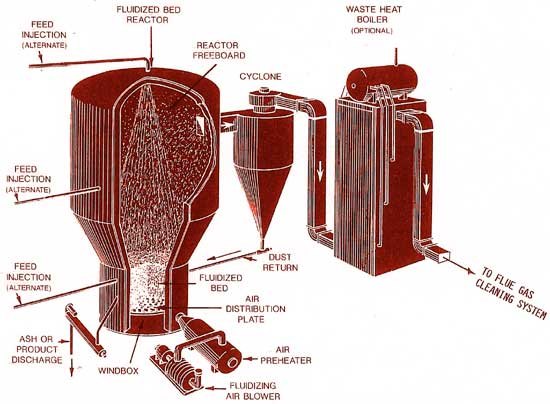 FLUIDIZED BED
REACTOR
WASTE HEAT
BOILER
(OPTIONAL)
FEED
INJECTION
(ALTERNATE)
REACTOR
FREEBOARD
CYCLONE
FEED
INJECTION
(ALTERNATE)
FEED
INJECTION
(ALTERNATE)
DUST
RETURN
FLUIDIZED
BED
TO FLUE GAS
CLEANING SYSTEM
AIR
DISTRIBUTION
PLATE
ASH OR
PRODUCT
DISCHARGE
WINDBOX
AIR
PREHEATER
FLUIDIZING
AIR BLOWER